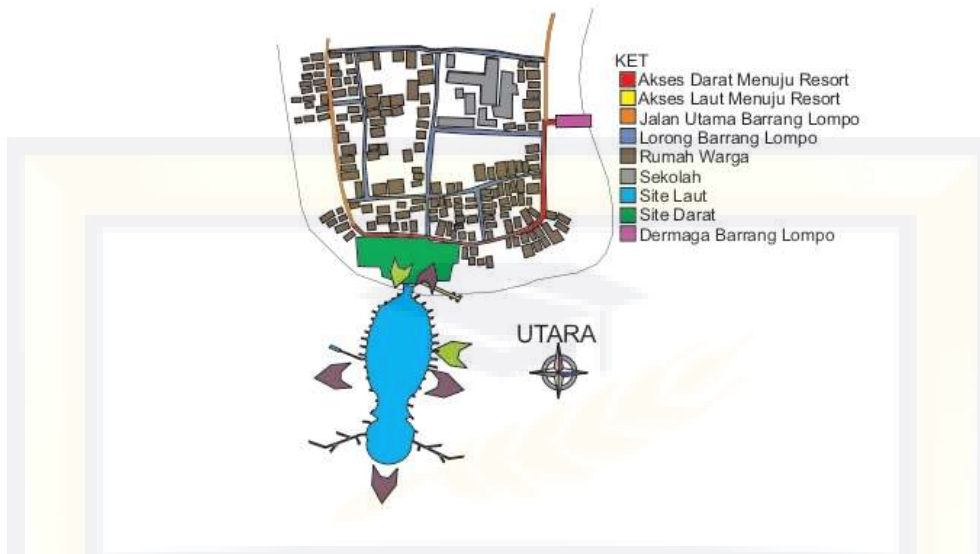 KET
Akses Darat Menuju Resort
Akses Laut Menuju Resort
Jalan Utama Barrang Lompo
Lorong Barrang Lompo
Rumah Warga
Sekolah
Site Laut
Site Darat
Dermaga Barrang Lompo
UTARA